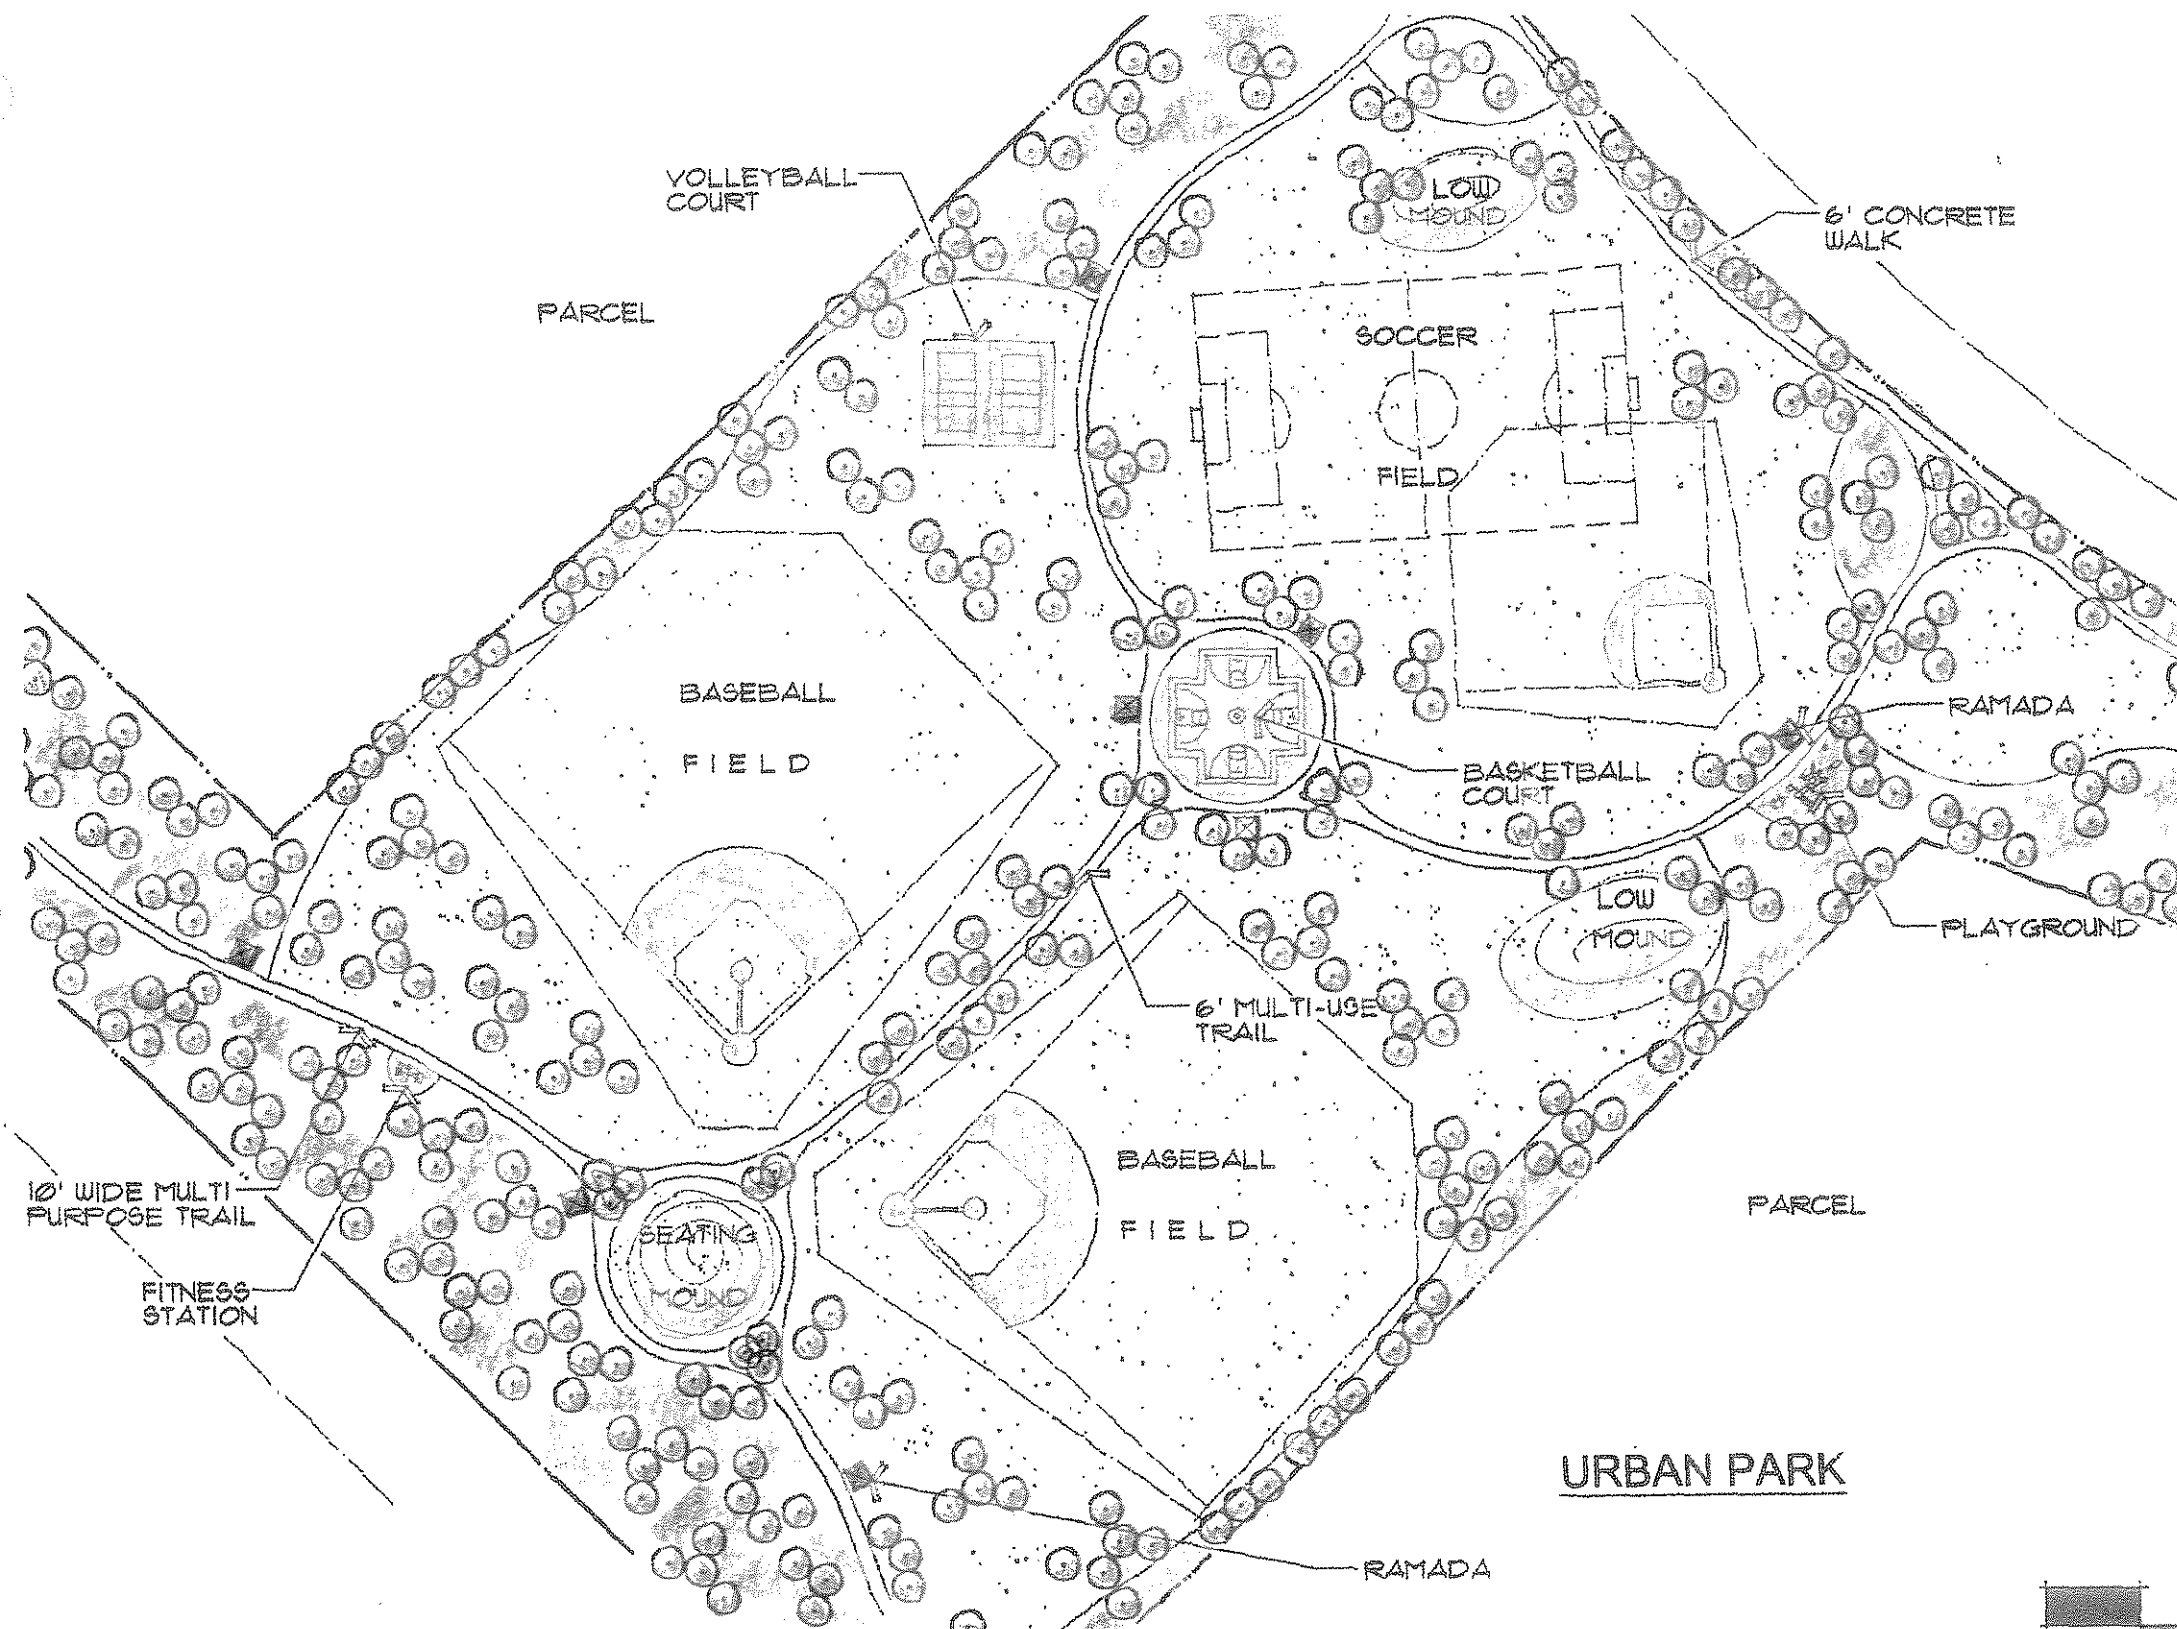 VOLLEYBALL
COURT
LOW
MOUND
6' CONCRETE
WALK
PARCEL
SOCCER
FIELD
BASEBALL
FIELD
RAMADA
BASKETBALL
COURT
LOW
MOUND
PLAYGROUND
6' MULTI-USE
TRAIL
BASEBALL
FIELD
10' WIDE MULTI
PURPOSE TRAIL
PARCEL
SEATING
MOUND
FITNESS
STATION
URBAN PARK
RAMADA